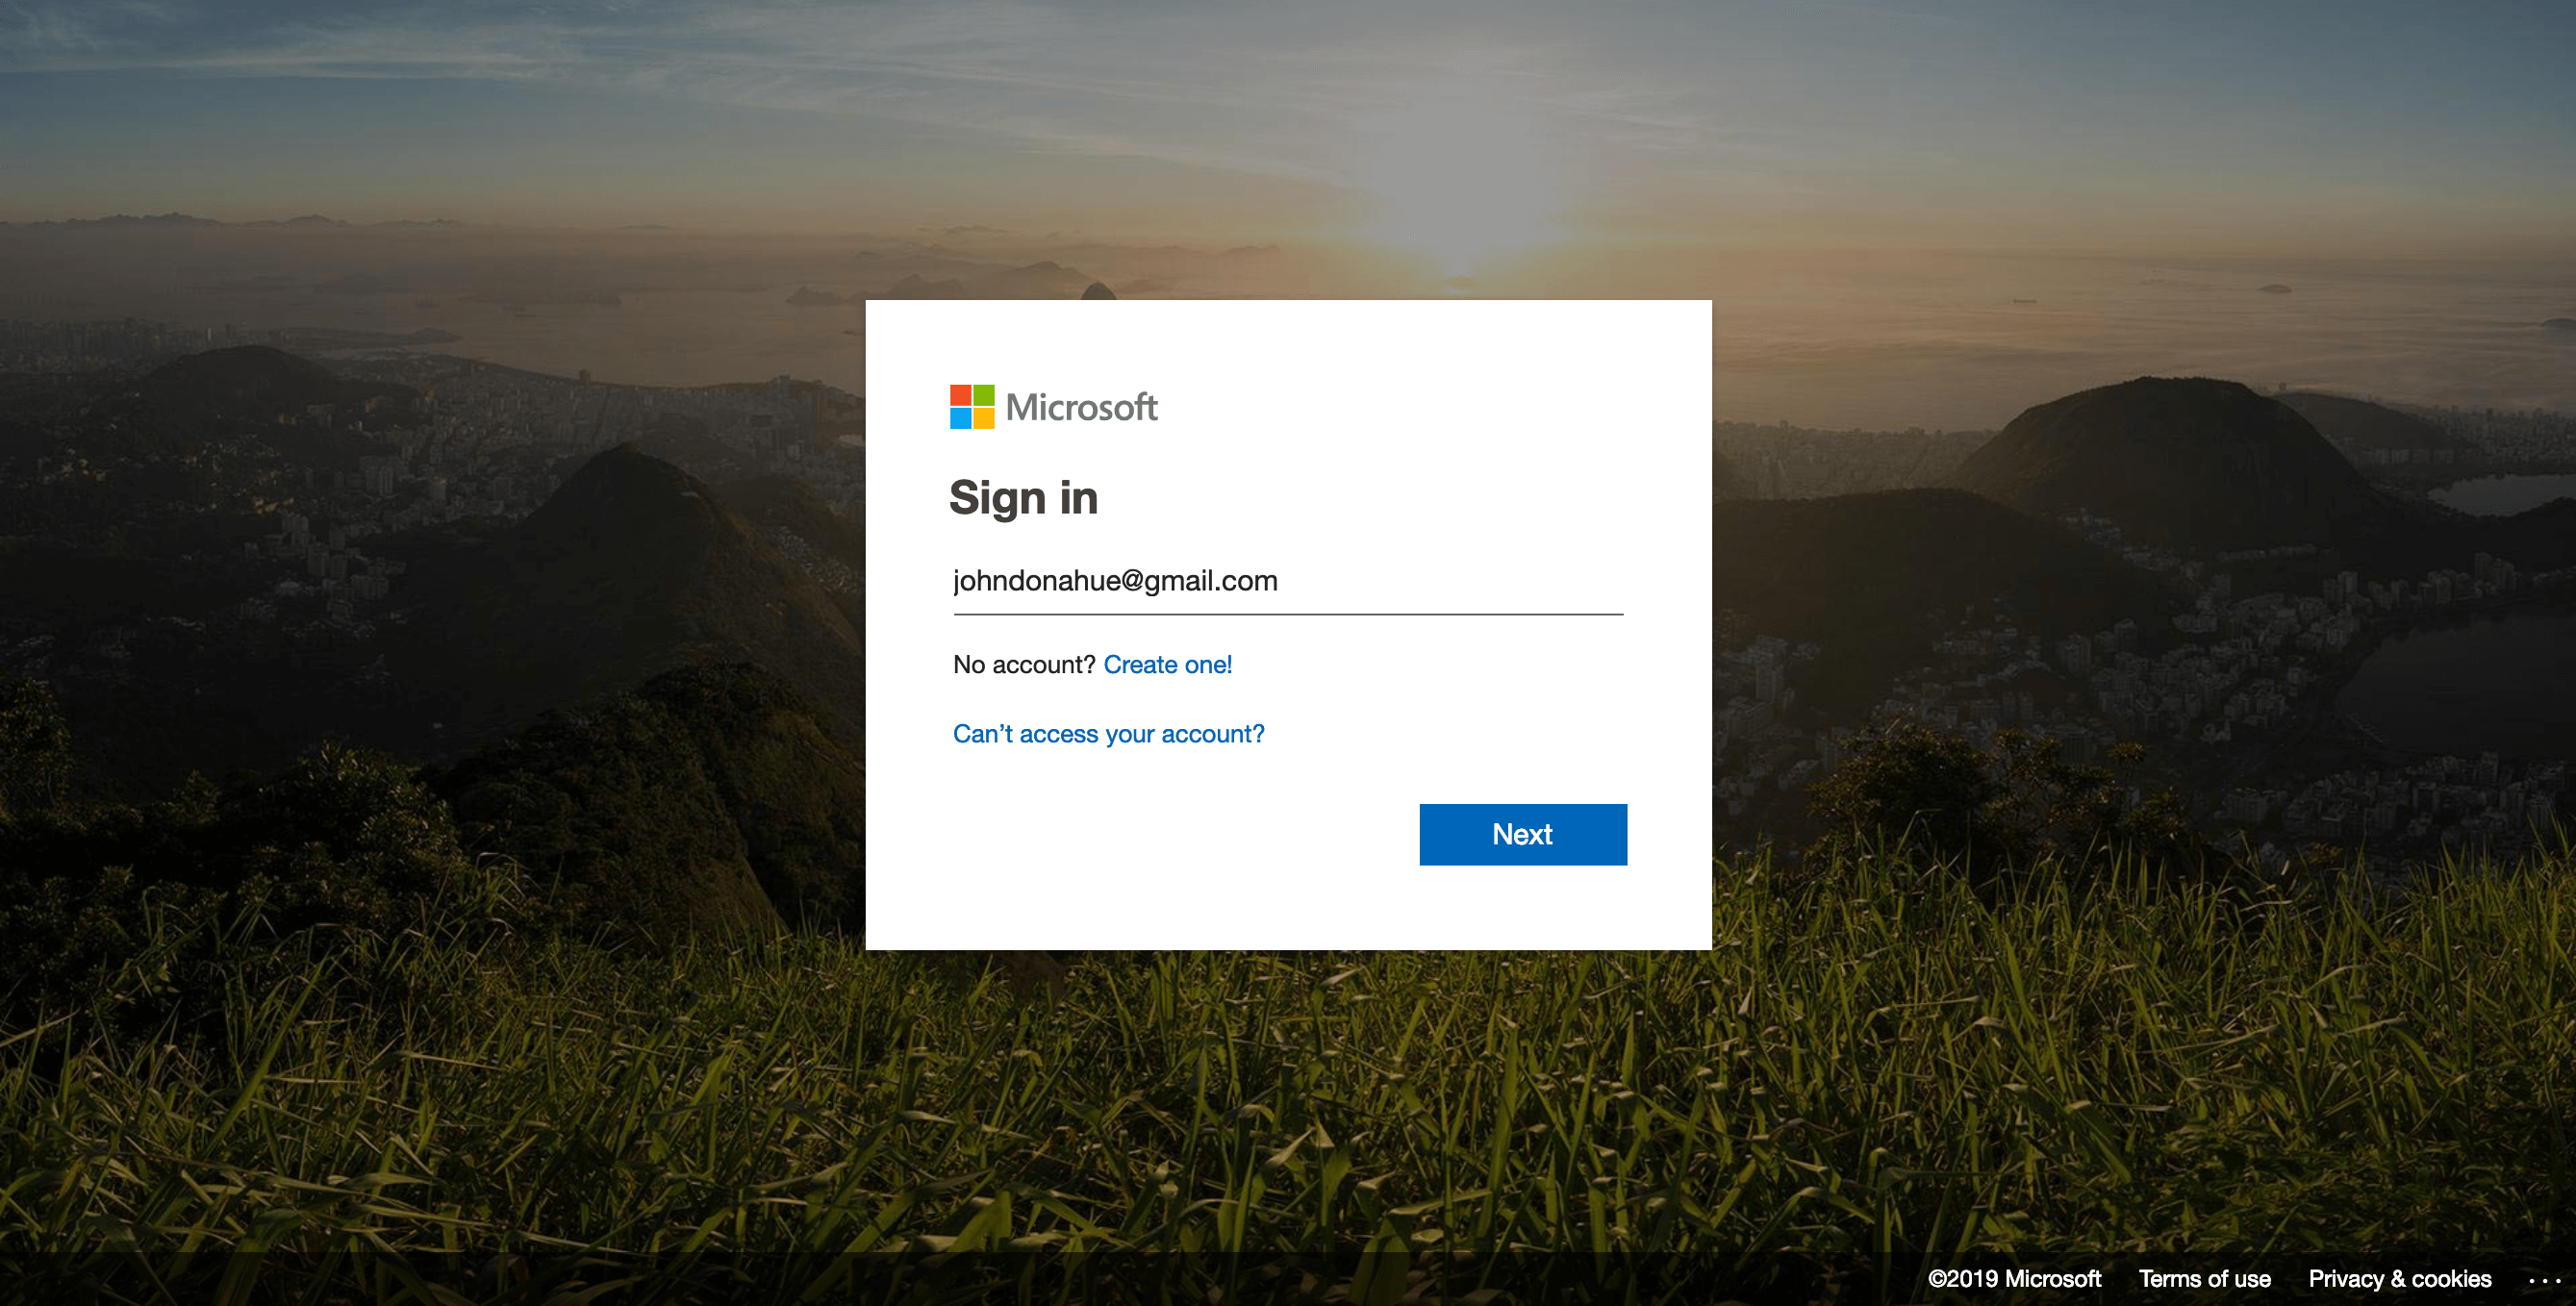 Microsoft
Sign in
johndonahue@gmail.com
No account? Create one!
Can’t access your account?
Next
©2019 Microsoft Terms of use Privacy & cookies ...